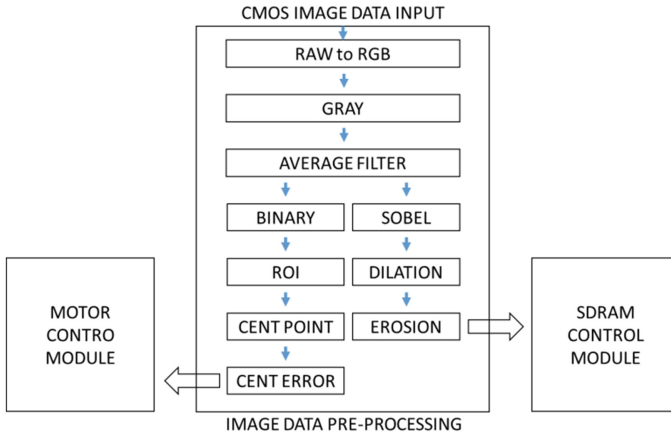 CMOS IMAGE DATA INPUT
RAW to RGB
GRAY
AVERAGE FILTER
BINARY
SOBEL
ROI
DILATION
CENT POINT
EROSION
CENT ERROR
MOTOR
CONTRO
MODULE
SDRAM
CONTROL
MODULE
IMAGE DATA PRE-PROCESSING